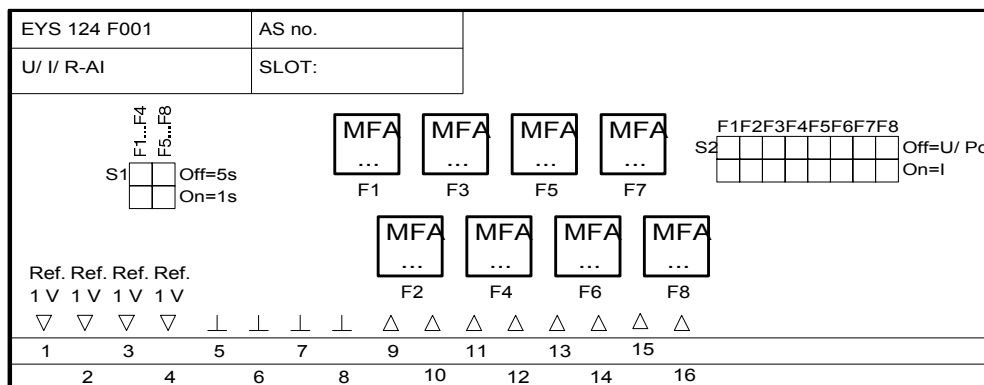 EYS 124 F001 AS no.
U/ I/ R-AI SLOT:
F1...F4 F5...F8
S1 Off=5s
On=1s
MFA MFA MFA MFA
... ... ... ...
F1 F3 F5 F7
F1F2F3F4F5F6F7F8
S2 Off=U/ Po
On=I
MFA MFA MFA MFA
... ... ... ...
F2 F4 F6 F8
Ref. Ref. Ref. Ref.
1 V 1 V 1 V 1 V
1 3 5 7 9 11 13 15
2 4 6 8 10 12 14 16